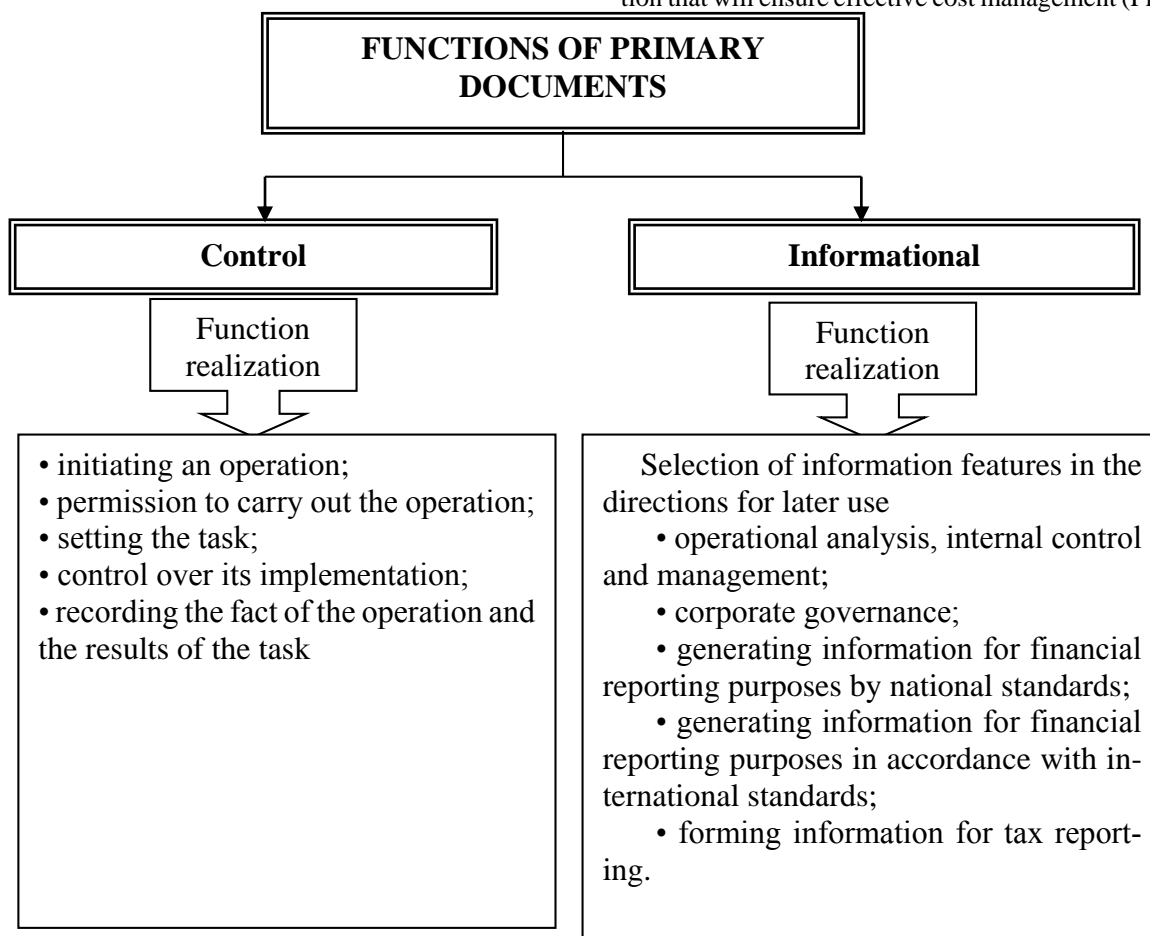 tion that will ensure effective cost management (
FUNCTIONS OF PRIMARY
DOCUMENTS
Control
Informational
Function
realization
Function
realization
• initiating an operation;
• permission to carry out the operation;
• setting the task;
• control over its implementation;
• recording the fact of the operation and
the results of the task
Selection of information features in the
directions for later use
• operational analysis, internal control
and management;
• corporate governance;
• generating information for financial
reporting purposes by national standards;
• generating information for financial
reporting purposes in accordance with in-
ternational standards;
• forming information for tax report-
ing.